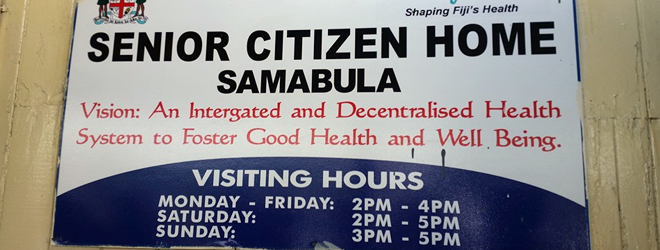 Shaping Fiji's Health
SENIOR CITIZEN HOME
SAMABULA
Vision: An Intergated and Decentralised Health
System to Foster Good Health and Well Being.
VISITING HOURS
MONDAY - FRIDAY: 2PM - 4PM
SATURDAY: 2PM - 5PM
SUNDAY: 3PM - 5PM